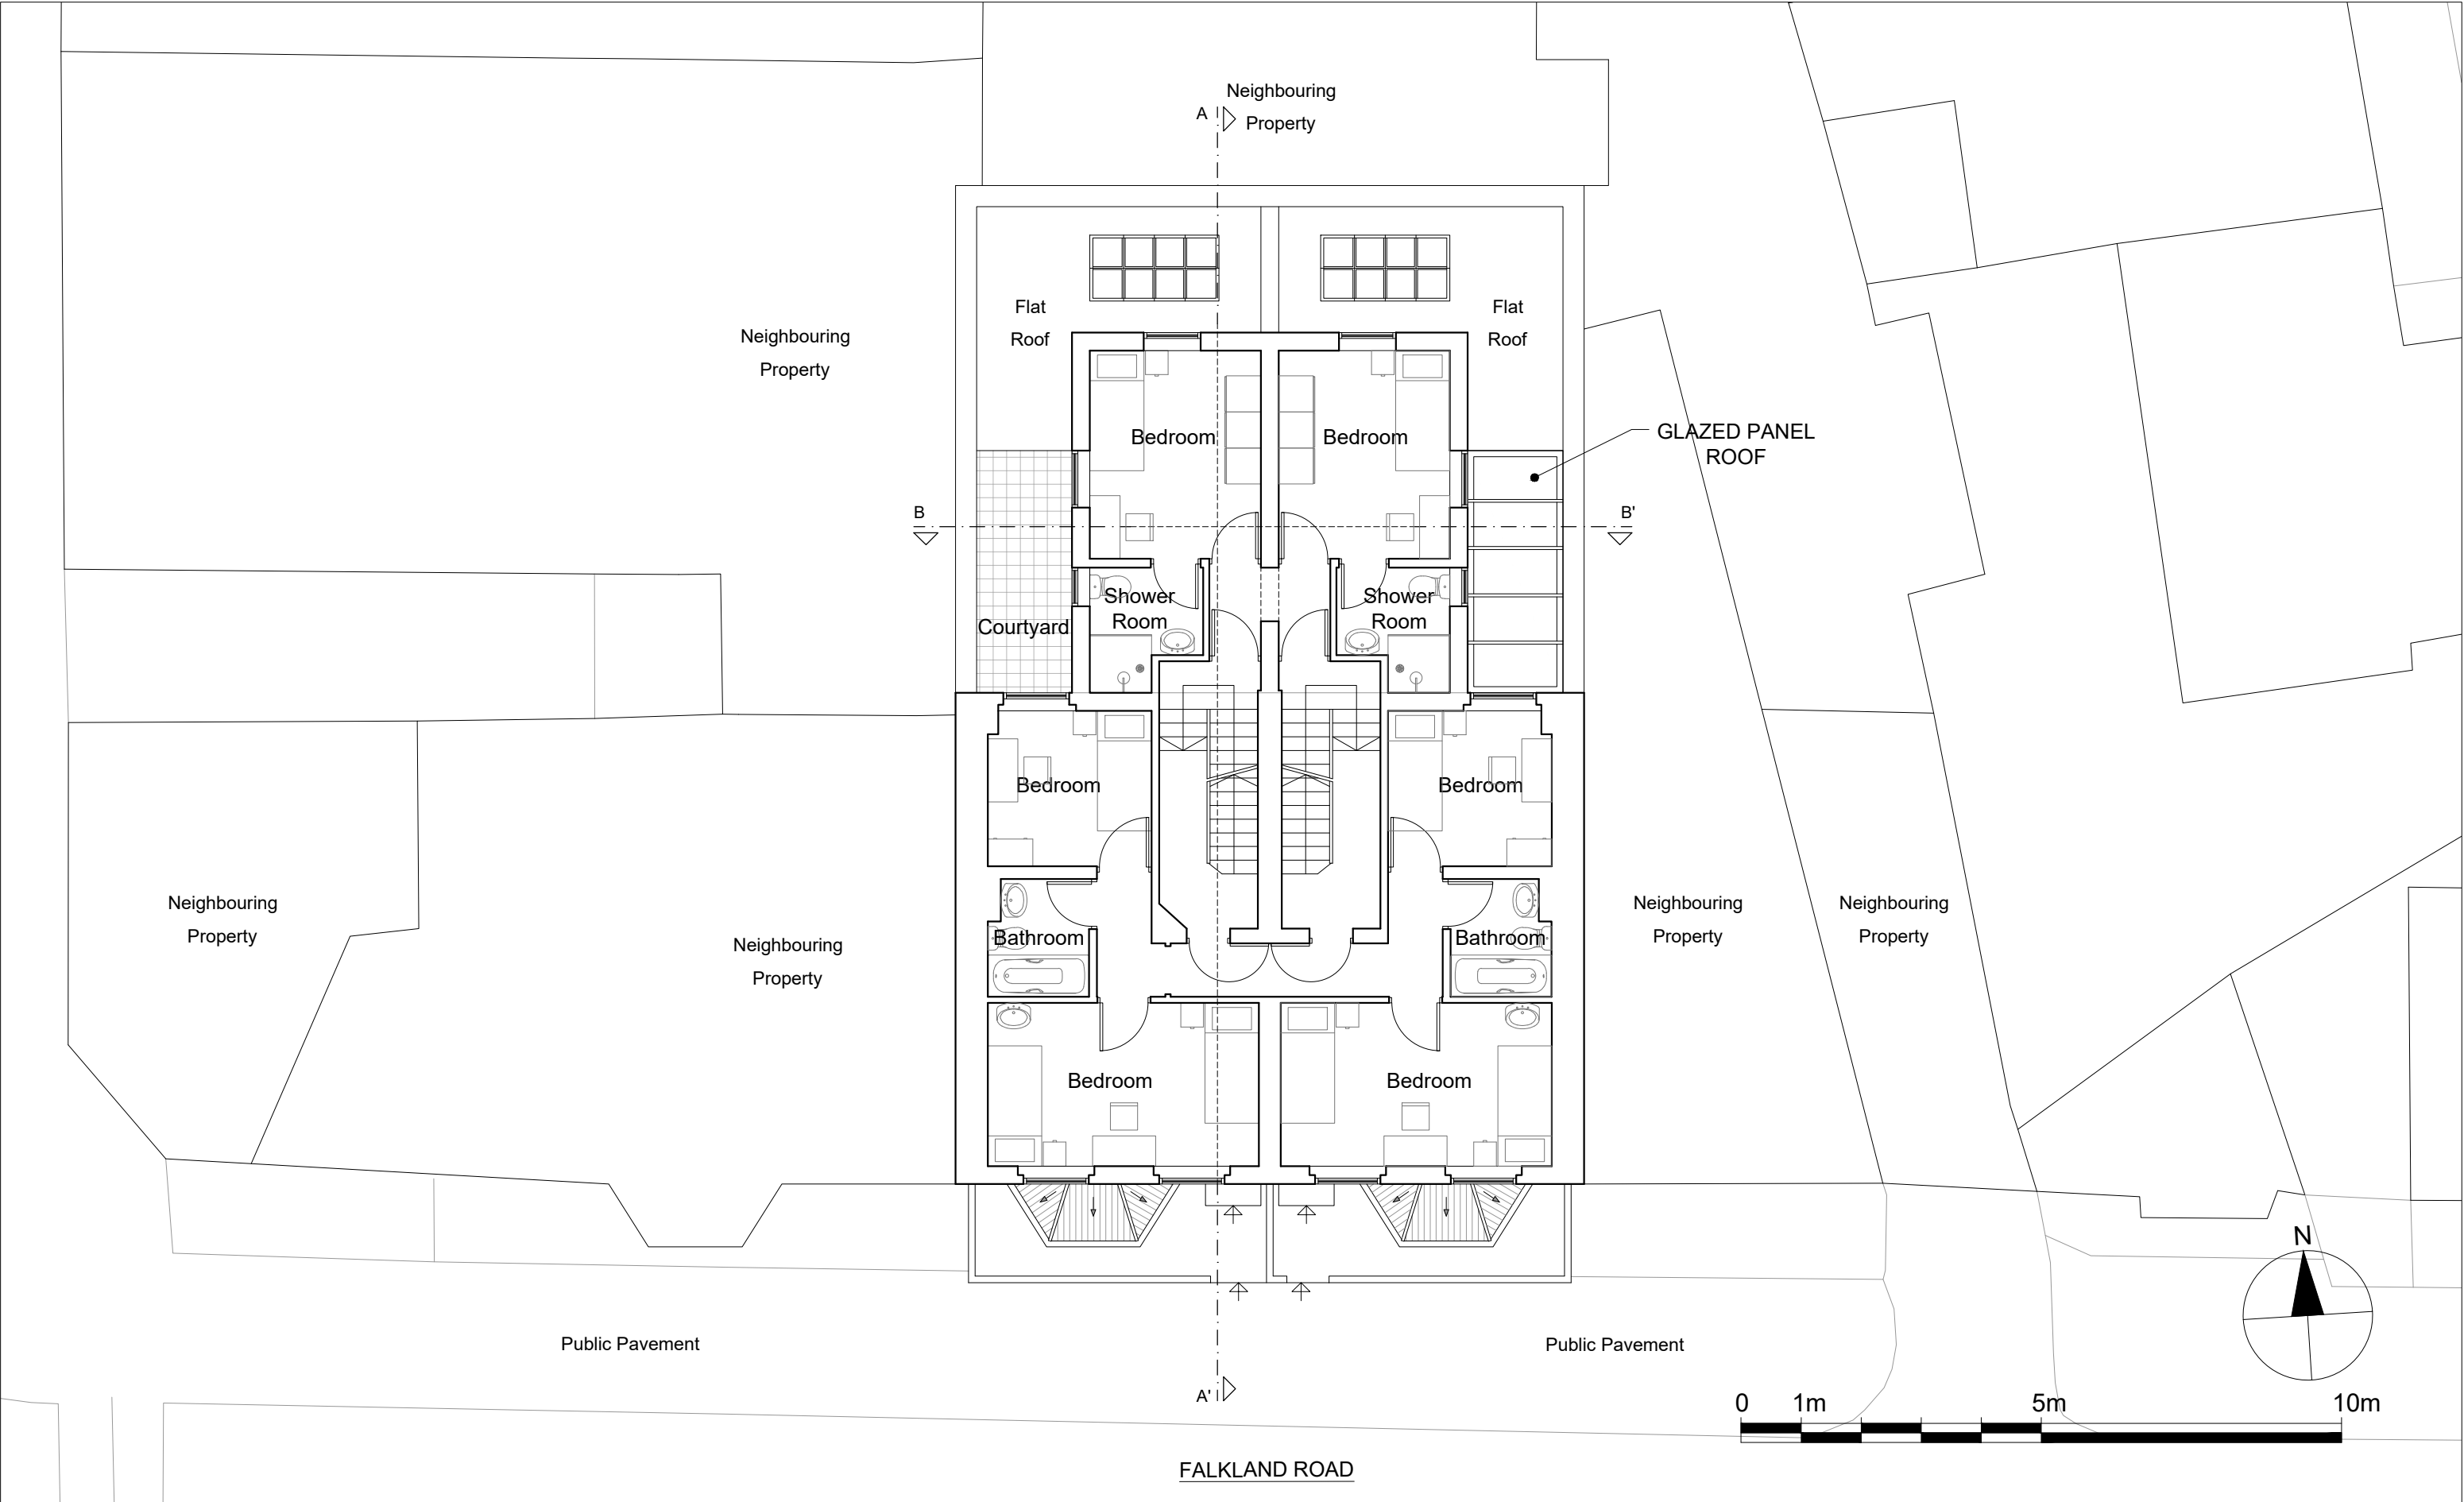 Neighbouring
Property
A
Flat
Roof
Flat
Roof
Neighbouring
Property
GLAZED PANEL
ROOF
Bedroom
Bedroom
B
B'
Shower
Room
Shower
Room
Courtyard
Bedroom
Bedroom
Neighbouring
Property
Neighbouring
Property
Bathroom
Bathroom
Neighbouring
Property
Neighbouring
Property
Bedroom
Bedroom
N
Public Pavement
Public Pavement
A'
0 1m 5m 10m
FALKLAND ROAD